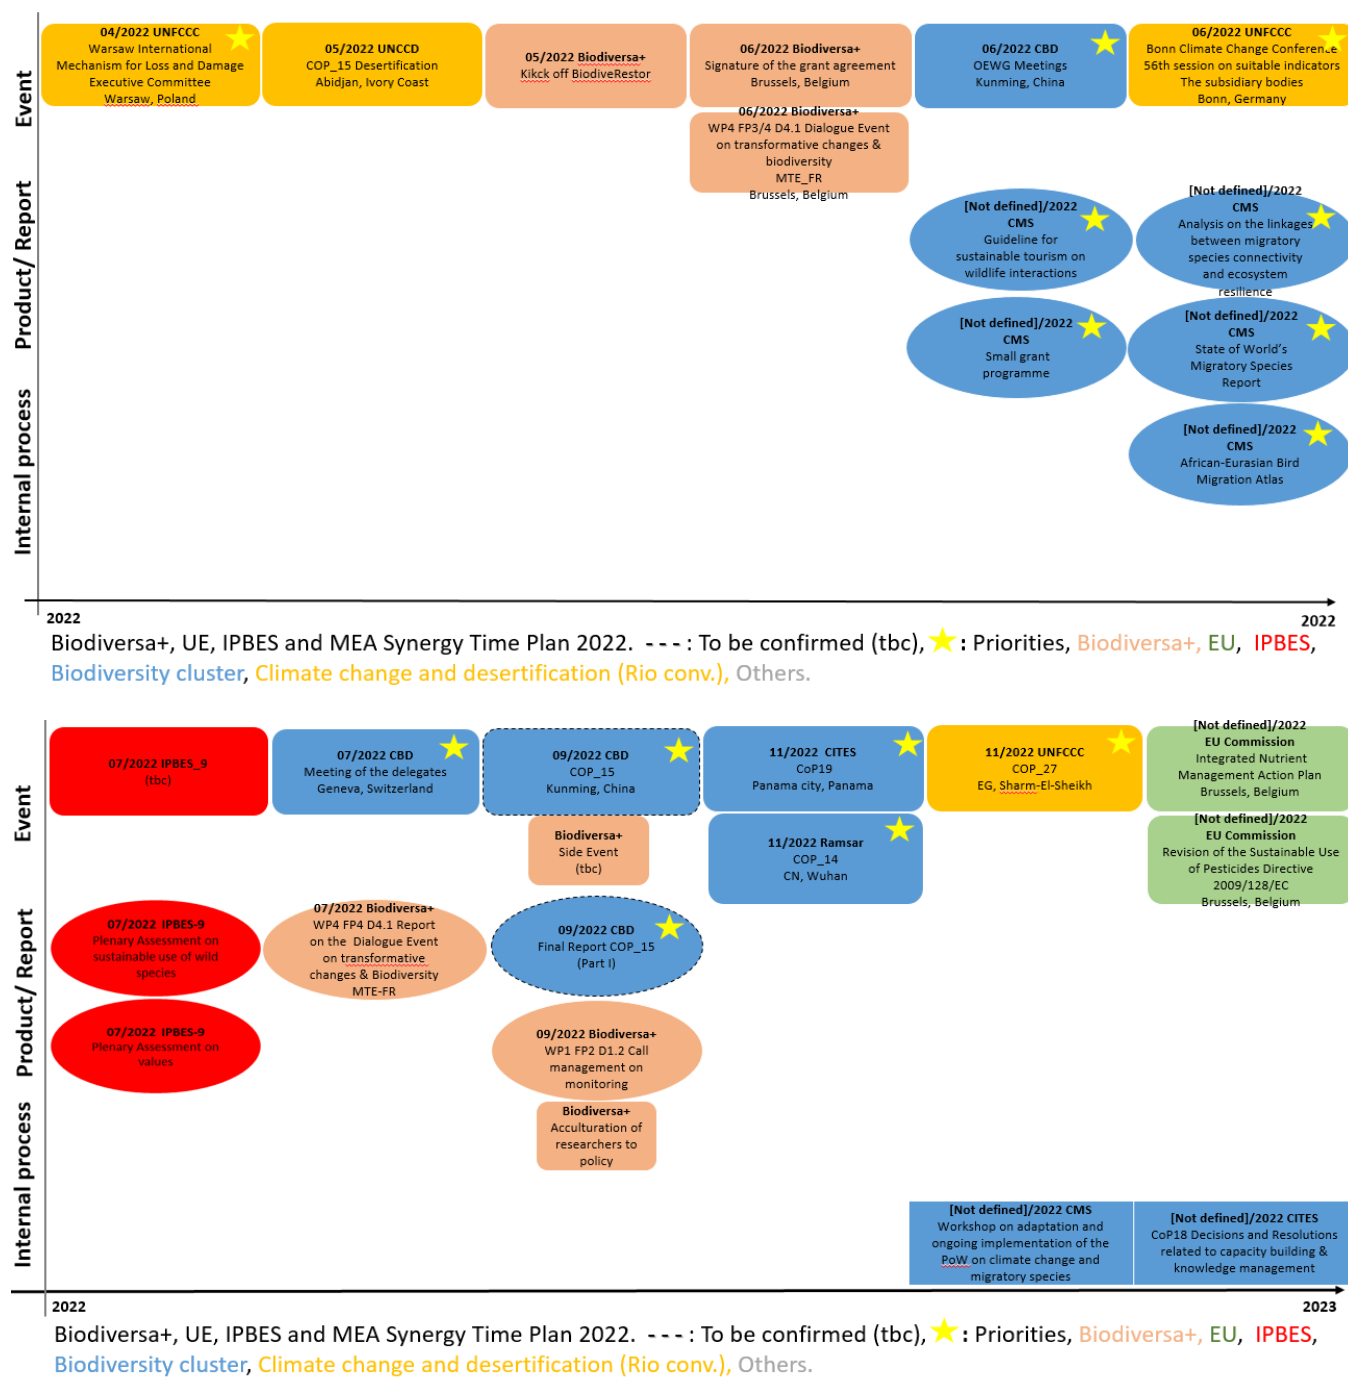 Event
Product/ Report
Internal process
04/2022 UNFCCC
Warsaw International
Mechanism for Loss and Damage
Executive Committee
Warsaw, Poland
05/2022 UNCCD
COP_15 Desertification
Abidjan, Ivory Coast
05/2022 Biodiversa+
Kikck off BiodiveRestor
06/2022 Biodiversa+
Signature of the grant agreement
Brussels, Belgium
06/2022 CBD
OEWG Meetings
Kunming, China
06/2022 UNFCCC
Bonn Climate Change Conference
56th session on suitable indicators
The subsidiary bodies
Bonn, Germany
06/2022 Biodiversa+
WP4 FP3/4 D4.1 Dialogue Event
on transformative changes &
biodiversity
MTE_FR
Brussels, Belgium
[Not defined]/2022
CMS
Guideline for
sustainable tourism on
wildlife interactions
[Not defined]/2022
CMS
Analysis on the linkages
between migratory
species connectivity
and ecosystem
resilience
[Not defined]/2022
CMS
Small grant
programme
[Not defined]/2022
CMS
State of World's
Migratory Species
Report
[Not defined]/2022
CMS
African-Eurasian Bird
Migration Atlas
2022
2022
Biodiversa+, UE, IPBES and MEA Synergy Time Plan 2022. ---: To be confirmed (tbc), : Priorities, Biodiversa+, EU, IPBES,
Biodiversity cluster, Climate change and desertification (Rio conv.), Others.
Event
Product/ Report
Internal process
07/2022 IPBES_9
(tbc)
07/2022 CBD
Meeting of the delegates
Geneva, Switzerland
09/2022 CBD
COP_15
Kunming, China
11/2022 CITES
CoP19
Panama city, Panama
11/2022 UNFCCC
COP_27
EG, Sharm-El-Sheikh
[Not defined]/2022
EU Commission
Integrated Nutrient
Management Action Plan
Brussels, Belgium
Biodiversa+
Side Event
(tbc)
11/2022 Ramsar
COP_14
CN, Wuhan
[Not defined]/2022
EU Commission
Revision of the Sustainable Use
of Pesticides Directive
2009/128/EC
Brussels, Belgium
07/2022 IPBES-9
Plenary Assessment on
sustainable use of wild
species
07/2022 Biodiversa+
WP4 FP4 D4.1 Report
on the Dialogue Event
on transformative
changes & Biodiversity
MTE-FR
09/2022 CBD
Final Report COP_15
(Part I)
07/2022 IPBES-9
Plenary Assessment on
values
09/2022 Biodiversa+
WP1 FP2 D1.2 Call
management on
monitoring
Biodiversa+
Acculturation of
researchers to
policy
[Not defined]/2022 CMS
Workshop on adaptation and
ongoing implementation of the
PoW on climate change and
migratory species
[Not defined]/2022 CITES
CoP18 Decisions and Resolutions
related to capacity building &
knowledge management
2022
2023
Biodiversa+, UE, IPBES and MEA Synergy Time Plan 2022. ---: To be confirmed (tbc), : Priorities, Biodiversa+, EU, IPBES,
Biodiversity cluster, Climate change and desertification (Rio conv.), Others.